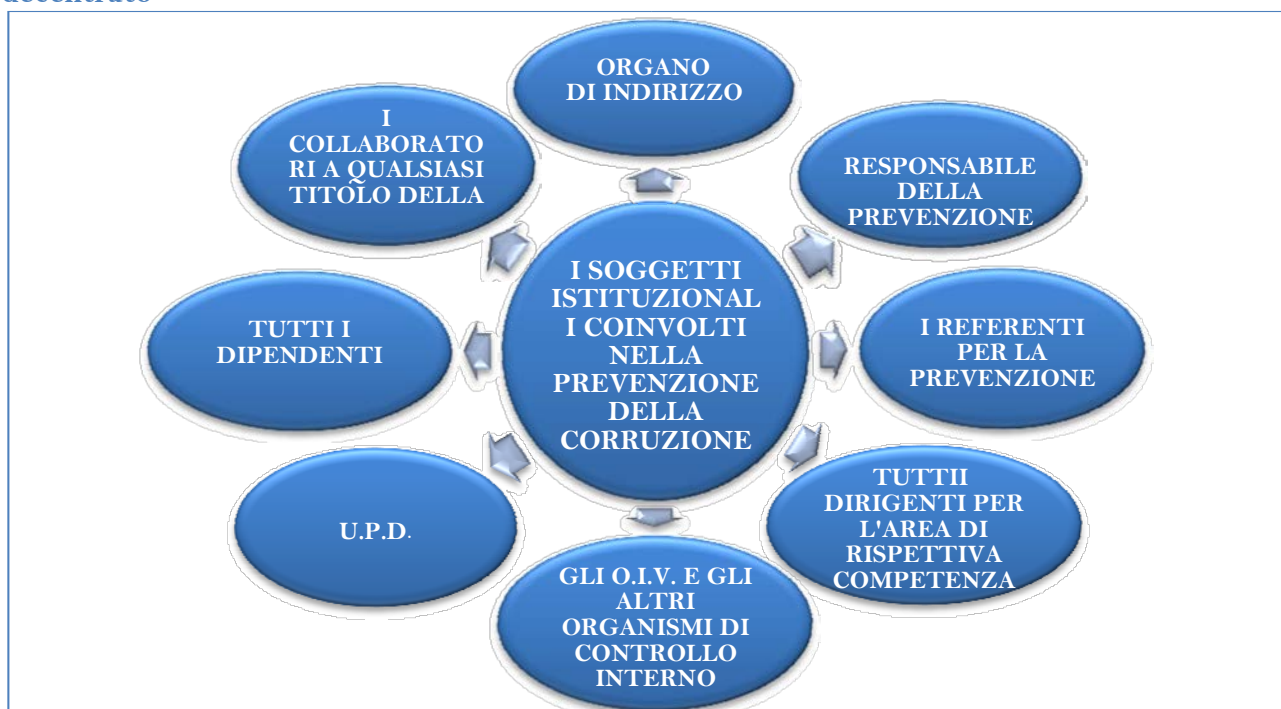 decentrato
ORGANO
DI INDIRIZZO
I
COLLABORATO
RI A QUALSIASI
TITOLO DELLA
RESPONSABILE
DELLA
PREVENZIONE
I SOGGETTI
ISTITUZIONAL
I COINVOLTI
NELLA
PREVENZIONE
DELLA
CORRUZIONE
TUTTI I
DIPENDENTI
I REFERENTI
PER LA
PREVENZIONE
U.P.D.
TUTTII
DIRIGENTI PER
L'AREA DI
RISPETTIVA
COMPETENZA
GLI O.I.V. E GLI
ALTRI
ORGANISMI DI
CONTROLLO
INTERNO